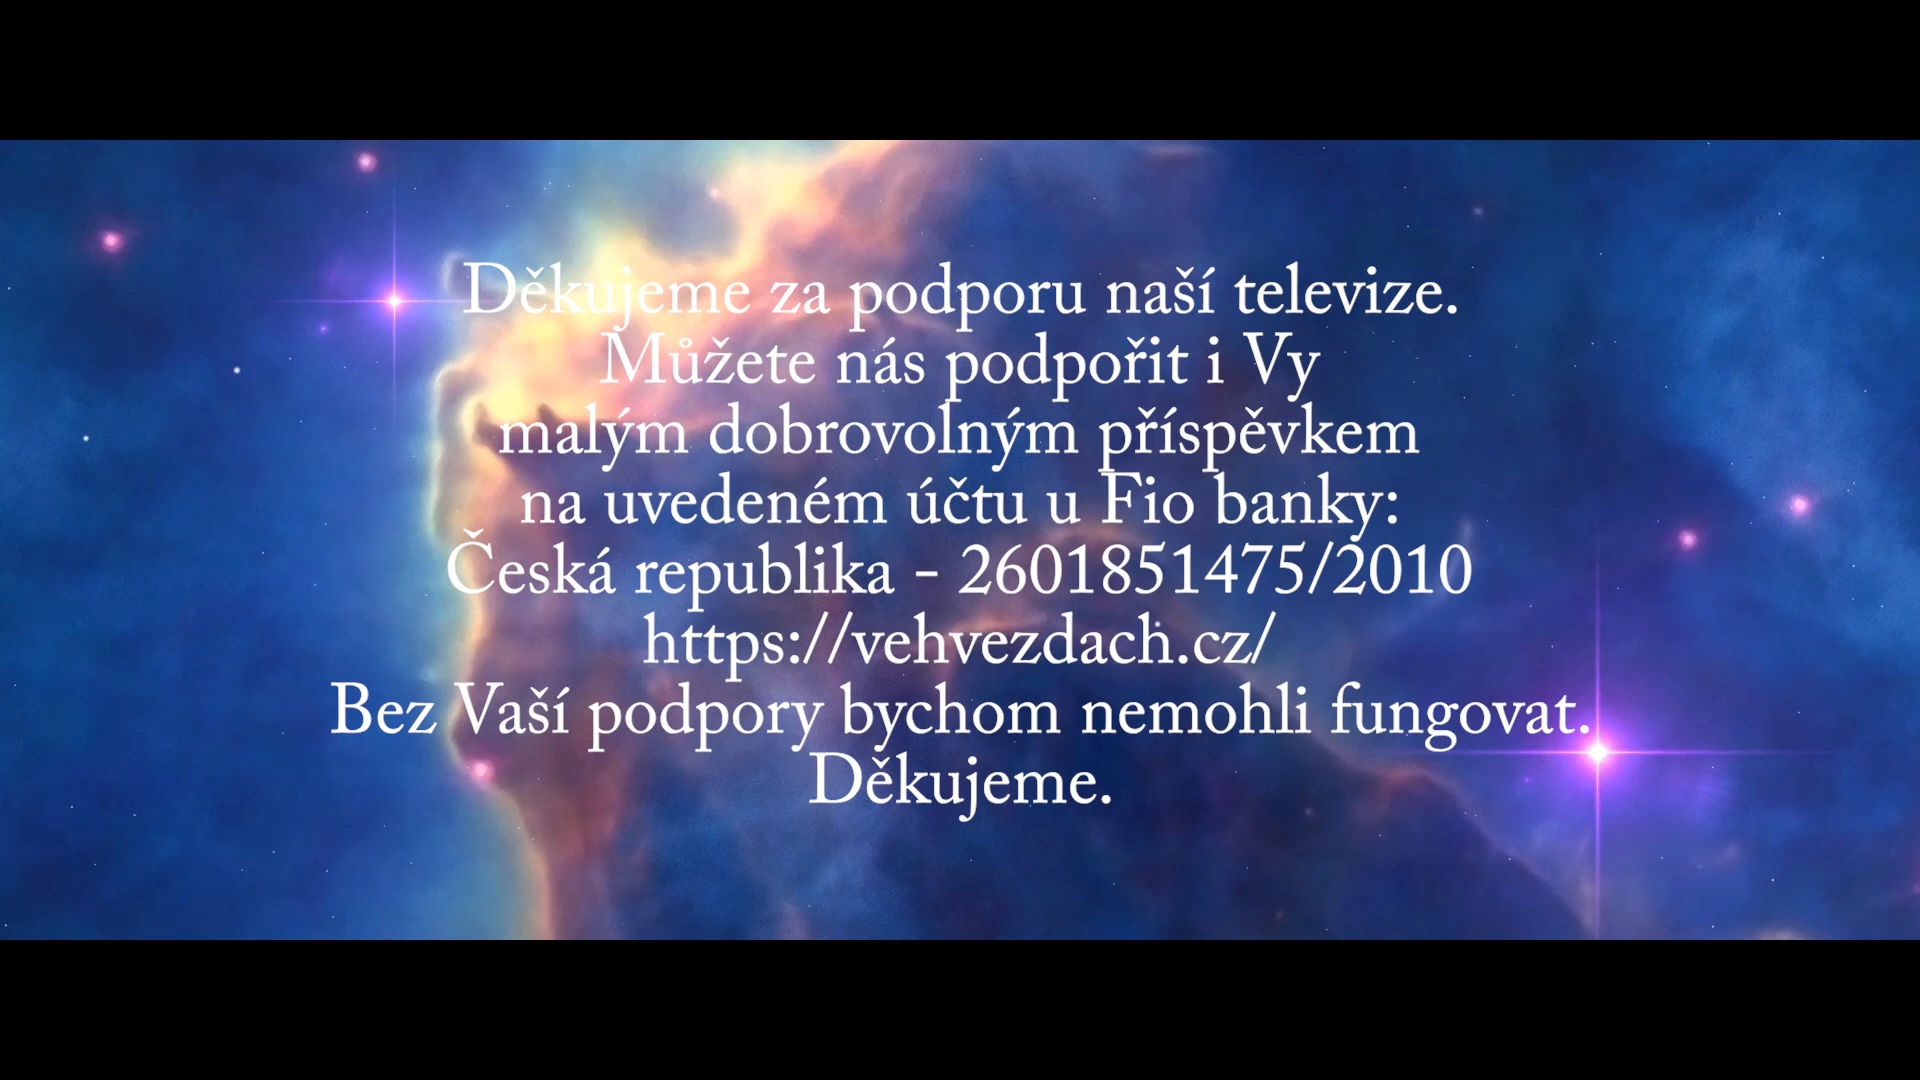 Děkujeme za podporu naší televize.
Můžete nás podpořit i Vy
malým dobrovolným příspěvkem
na uvedeném účtu u Fio banky:
Česká republika - 2601851475/2010
https://vehvezdach.cz/
Bez Vaší podpory bychom nemohli fungovat.
Děkujeme.